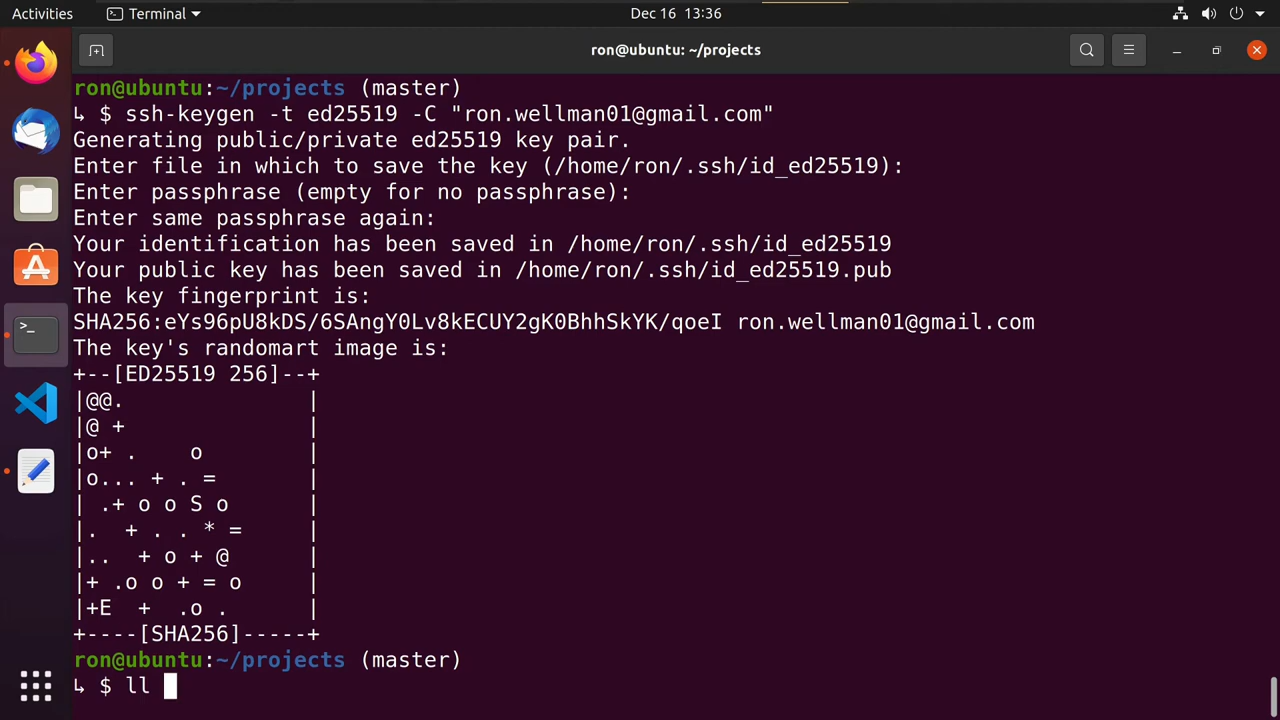 Activities Terminal Dec 16 13:36
ron@ubuntu: ~/projects
ron@ubuntu:~/projects (master)
↳ $ ssh-keygen -t ed25519 -C "ron.wellman01@gmail.com"
Generating public/private ed25519 key pair.
Enter file in which to save the key (/home/ron/.ssh/id_ed25519):
Enter passphrase (empty for no passphrase):
Enter same passphrase again:
Your identification has been saved in /home/ron/.ssh/id_ed25519
Your public key has been saved in /home/ron/.ssh/id_ed25519.pub
The key fingerprint is:
SHA256:eYs96pU8kDS/6SAngY0Lv8kECUY2gK0BhhSkYK/qoeI ron.wellman01@gmail.com
The key's randomart image is:
+--[ED25519 256]--+
|@@.              |
|@ +              |
|o+ .    o        |
|o... + . =       |
| .+ o o S o      |
|.  + . . * =     |
|..  + o + @      |
|+ .o o + = o     |
|+E  +  .o .      |
+----[SHA256]-----+
ron@ubuntu:~/projects (master)
↳ $ ll